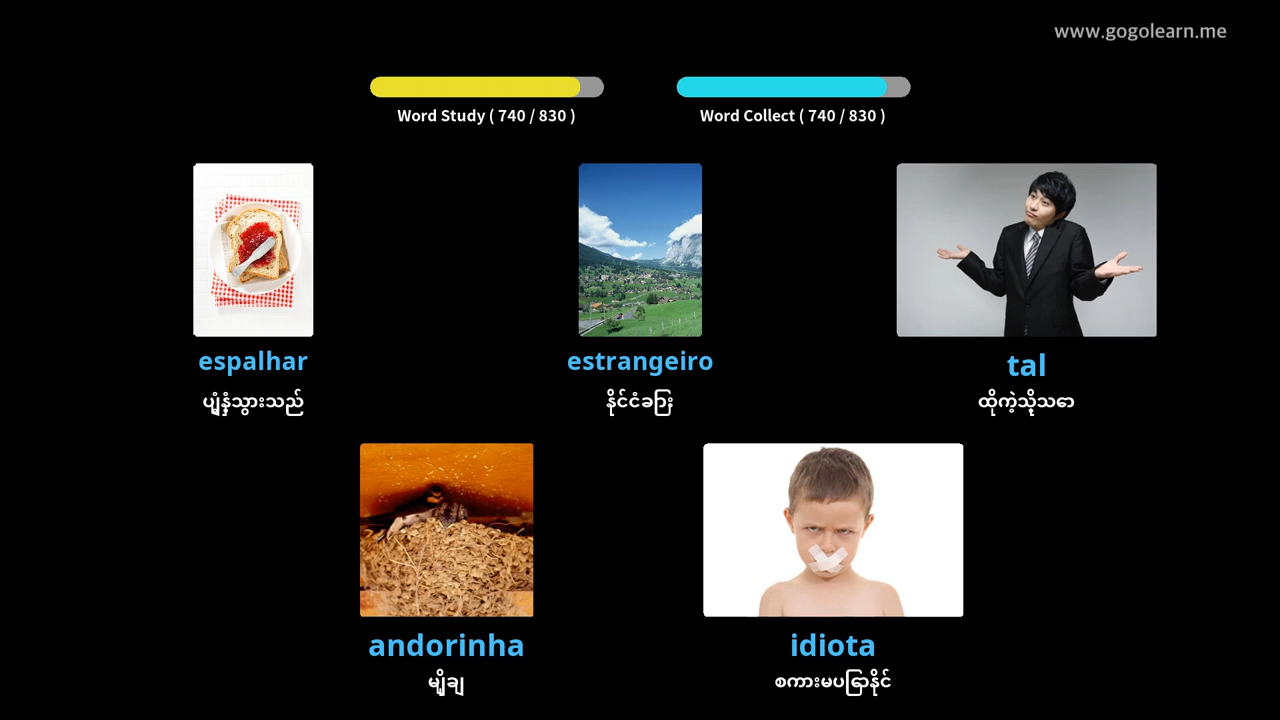 www.gogolearn.me
Word Study ( 740 / 830 )
Word Collect ( 740 / 830 )
espalhar
ပျံ့နှံ့သွားသည်
estrangeiro
နိုင်ငံခြား
tal
ထိုကဲ့သို့သော
andorinha
မျိုချ
idiota
စကားမပြောနိုင်